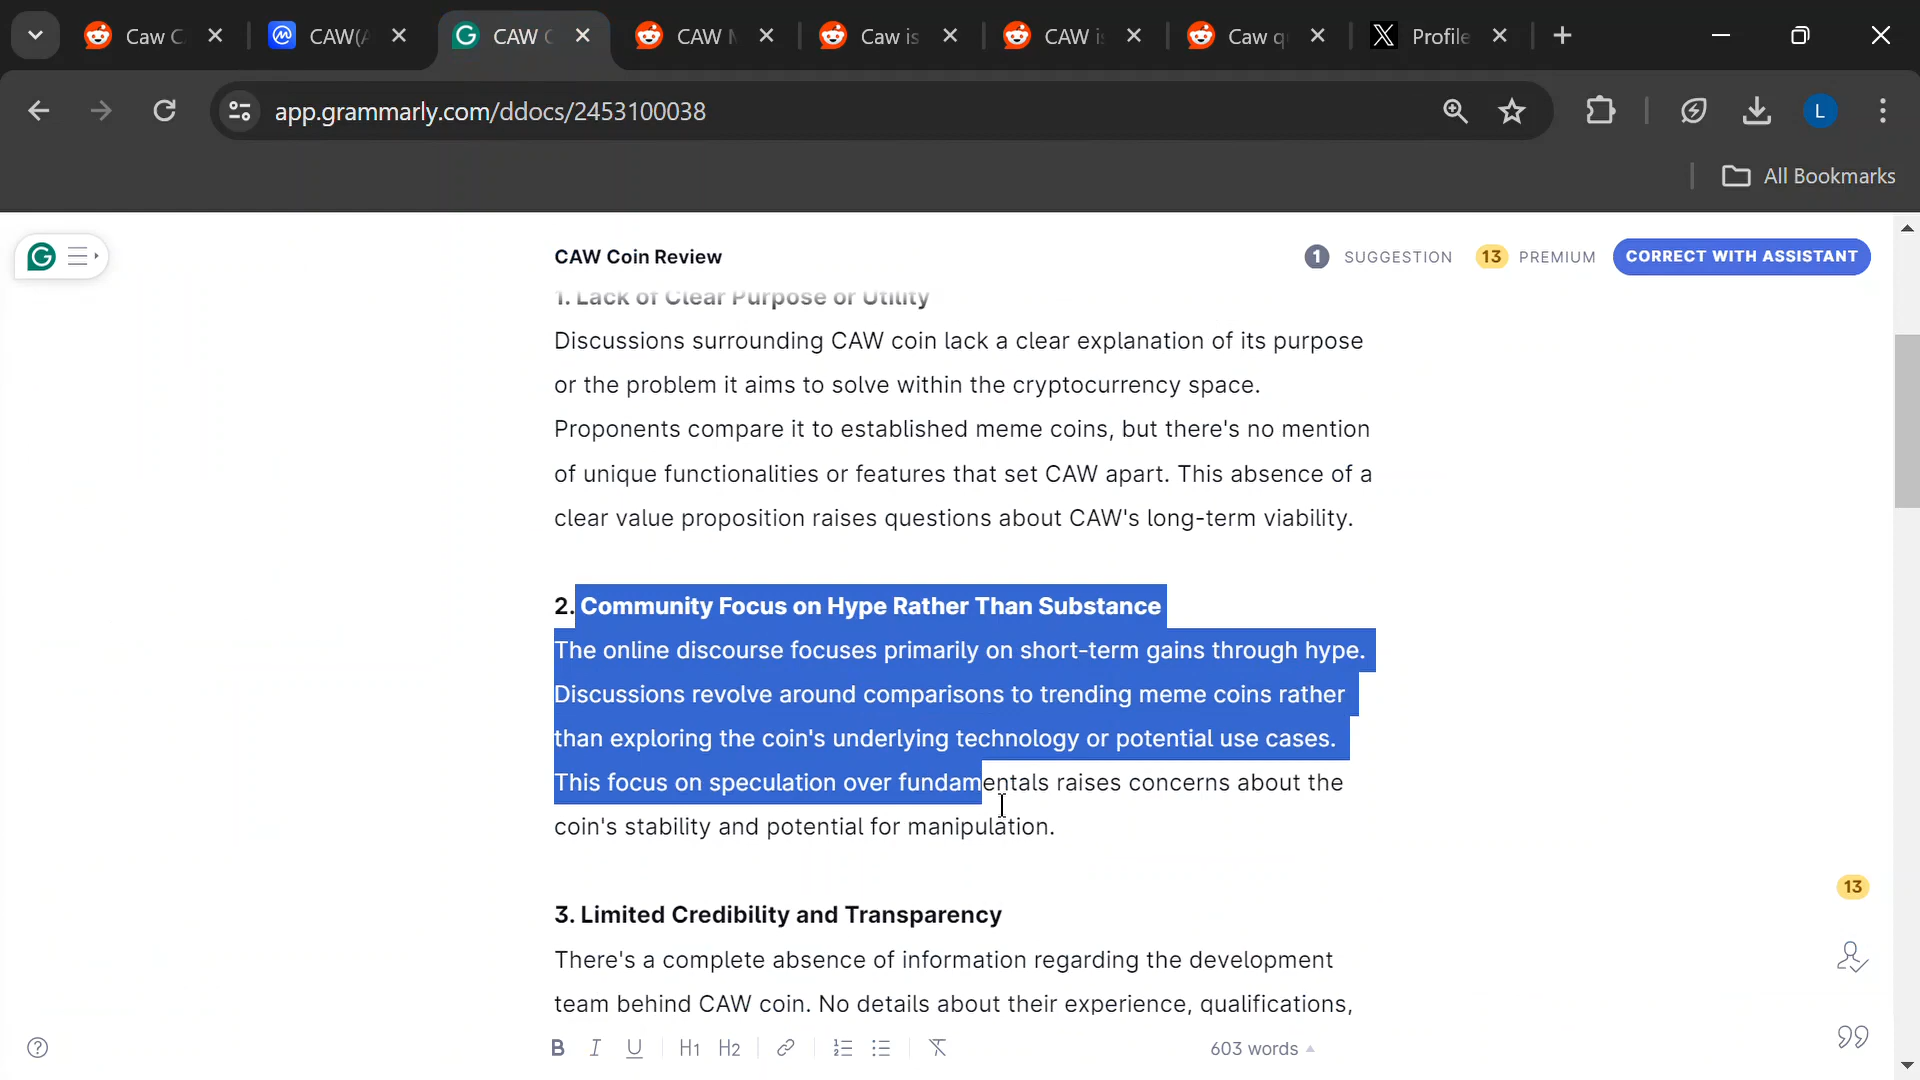 Caw C
CAW(A
CAW C
CAW M
Caw is
CAW i
Caw q
Profile
app.grammarly.com/ddocs/2453100038
L
All Bookmarks
CAW Coin Review
1 SUGGESTION
13 PREMIUM
CORRECT WITH ASSISTANT
1. Lack of Clear Purpose or Utility
Discussions surrounding CAW coin lack a clear explanation of its purpose
or the problem it aims to solve within the cryptocurrency space.
Proponents compare it to established meme coins, but there's no mention
of unique functionalities or features that set CAW apart. This absence of a
clear value proposition raises questions about CAW's long-term viability.
2. Community Focus on Hype Rather Than Substance
The online discourse focuses primarily on short-term gains through hype.
Discussions revolve around comparisons to trending meme coins rather
than exploring the coin's underlying technology or potential use cases.
This focus on speculation over fundamentals raises concerns about the
coin's stability and potential for manipulation.
13
3. Limited Credibility and Transparency
There's a complete absence of information regarding the development
team behind CAW coin. No details about their experience, qualifications,
B I U H1 H2
603 words